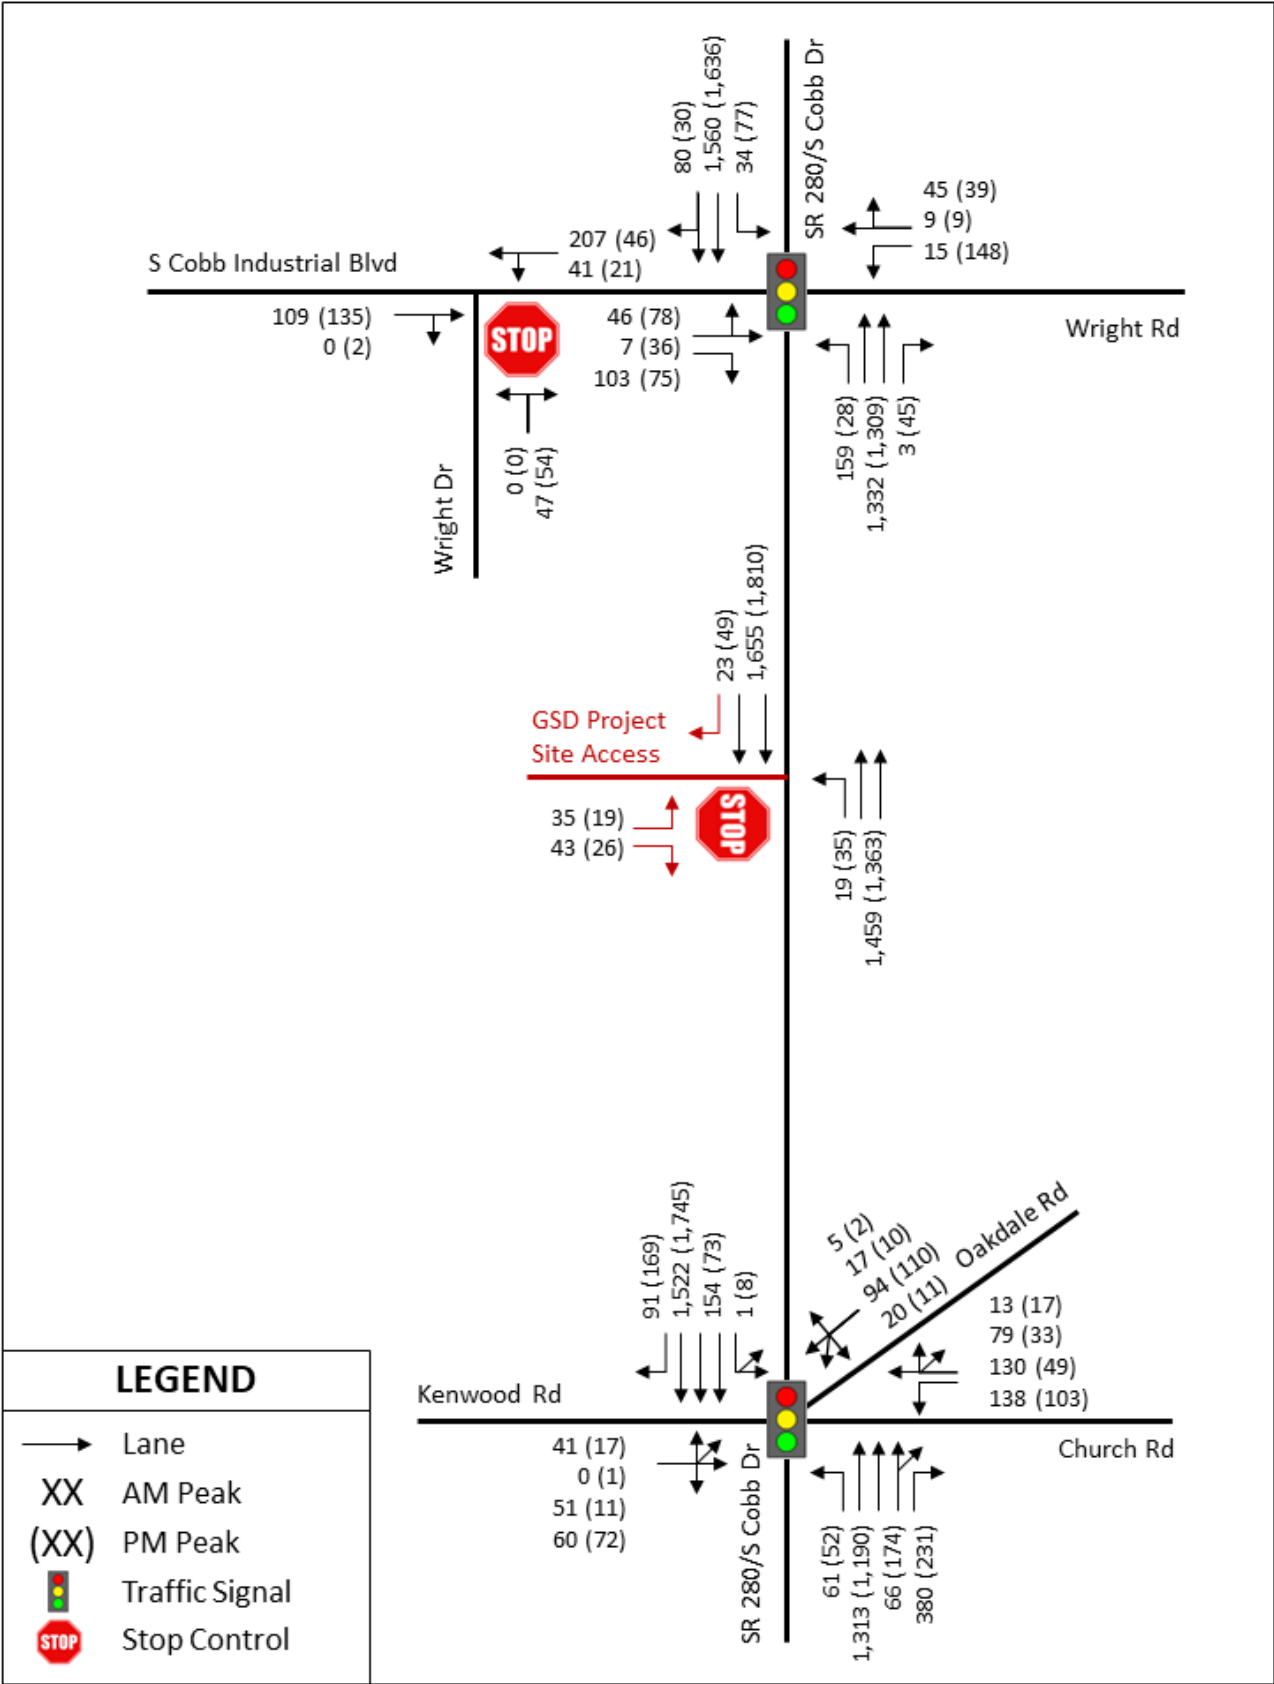 80 (30)
1,560 (1,636)
34 (77)
SR 280/S Cobb Dr
45 (39)
9 (9)
15 (148)
207 (46)
41 (21)
S Cobb Industrial Blvd
109 (135)
0 (2)
STOP
46 (78)
7 (36)
103 (75)
Wright Rd
159 (28)
1,332 (1,309)
3 (45)
0 (0)
47 (54)
Wright Dr
23 (49)
1,655 (1,810)
GSD Project
Site Access
35 (19)
43 (26)
STOP
19 (35)
1,459 (1,363)
91 (169)
1,522 (1,745)
154 (73)
1 (8)
5 (2)
17 (10)
94 (110)
20 (11)
Oakdale Rd
13 (17)
79 (33)
130 (49)
138 (103)
Kenwood Rd
41 (17)
0 (1)
51 (11)
60 (72)
SR 280/S Cobb Dr
Church Rd
61 (52)
1,313 (1,190)
66 (174)
380 (231)
LEGEND
Lane
XX AM Peak
(XX) PM Peak
Traffic Signal
STOP Stop Control